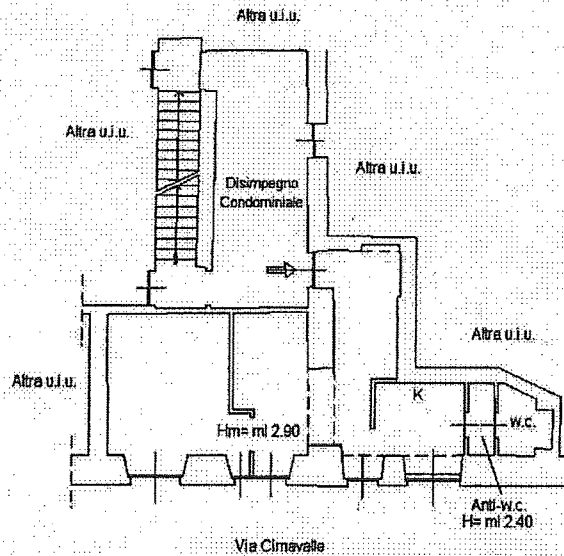 Altra u.i.u.
Altra u.i.u.
Altra u.i.u.
Disimpegno
Condominiale
Altra u.i.u.
Altra u.i.u.
K
W.C.
Hm= ml 2.90
Anti-w.c.
H= ml 2.40
Via Cimavalle